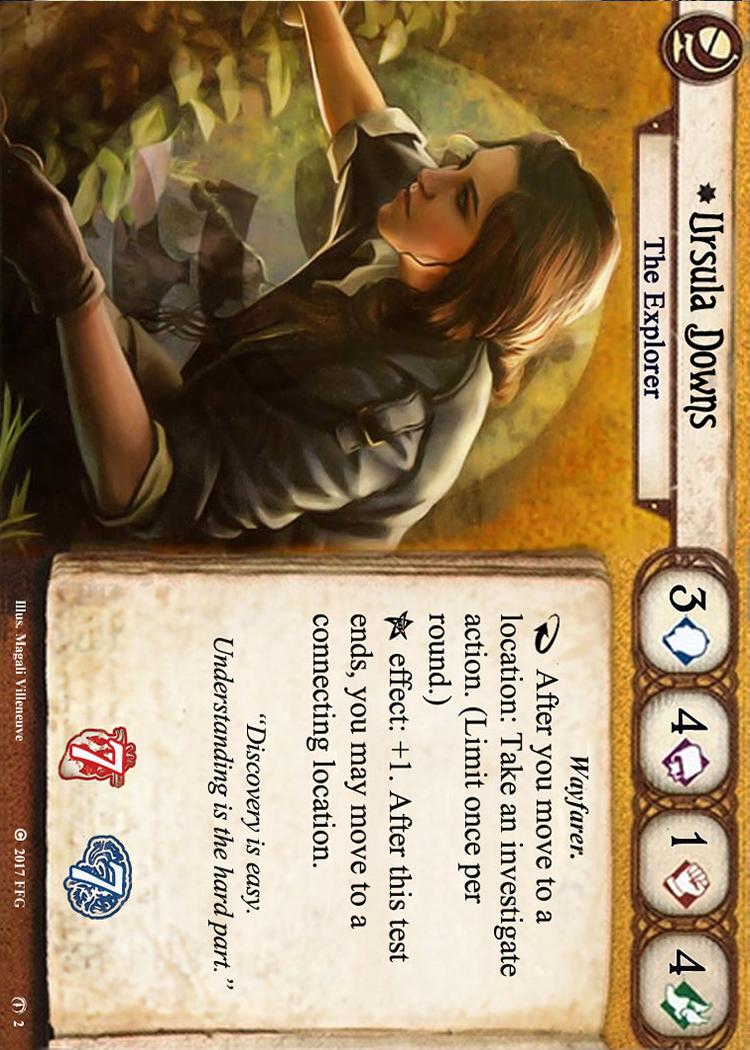 Ursula Downs
The Explorer
3 4 1 4
Wayfarer.
After you move to a
location: Take an investigate
action. (Limit once per
round.)
effect: +1. After this test
ends, you may move to a
connecting location.
“Discovery is easy.
Understanding is the hard part.”
7 7
Illus. Magali Villeneuve © 2017 FFG 2